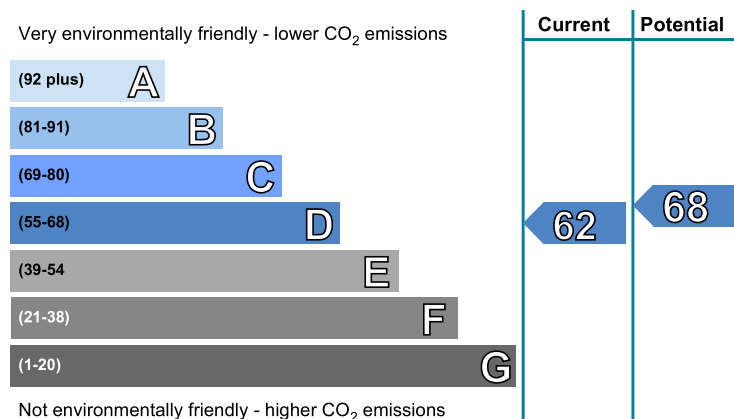 Very environmentally friendly - lower CO₂ emissions
Current
Potential
(92 plus) A
(81-91) B
(69-80) C
(55-68) D
62
68
(39-54 E
(21-38) F
(1-20) G
Not environmentally friendly - higher CO₂ emissions